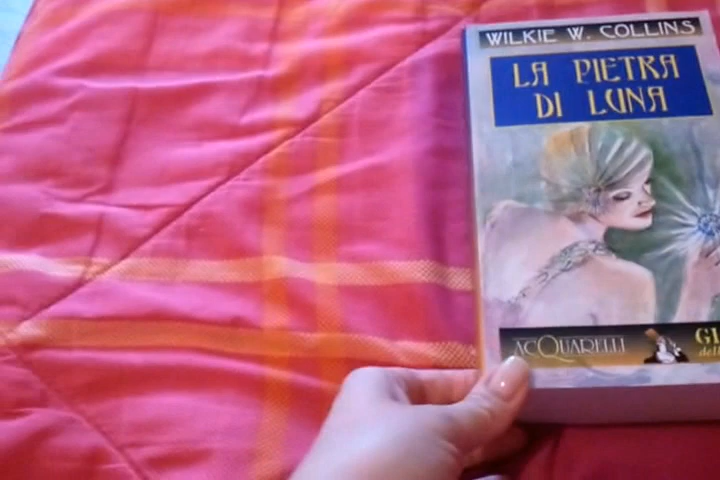 WILKIE W. COLLINS
LA PIETRA
DI LUNA
ACQUARELLI